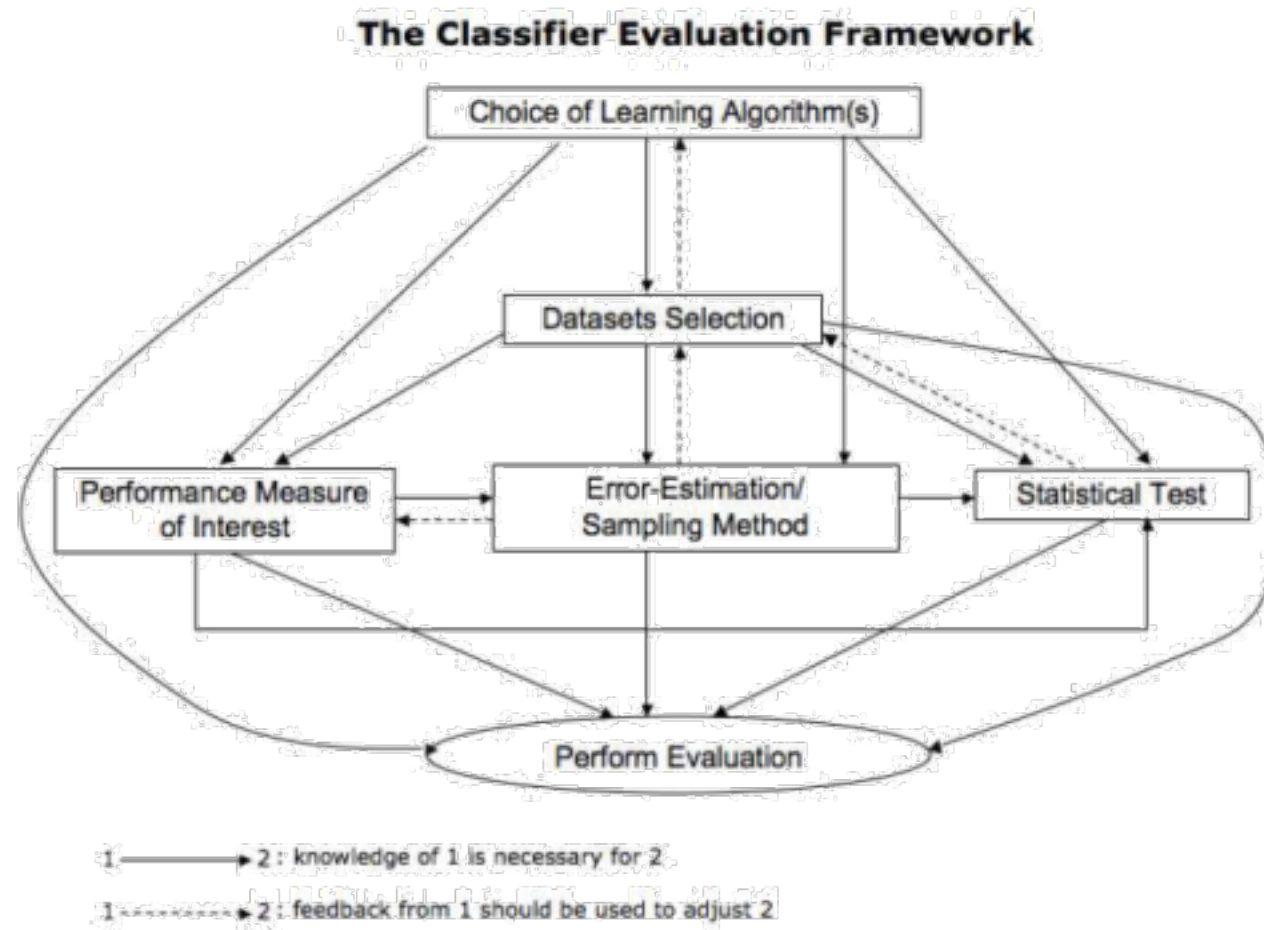 The Classifier Evaluation Framework
Choice of Learning Algorithm(s)
Datasets Selection
Performance Measure
of Interest
Error-Estimation/
Sampling Method
Statistical Test
Perform Evaluation
1 2 : knowledge of 1 is necessary for 2
1 2 : feedback from 1 should be used to adjust 2